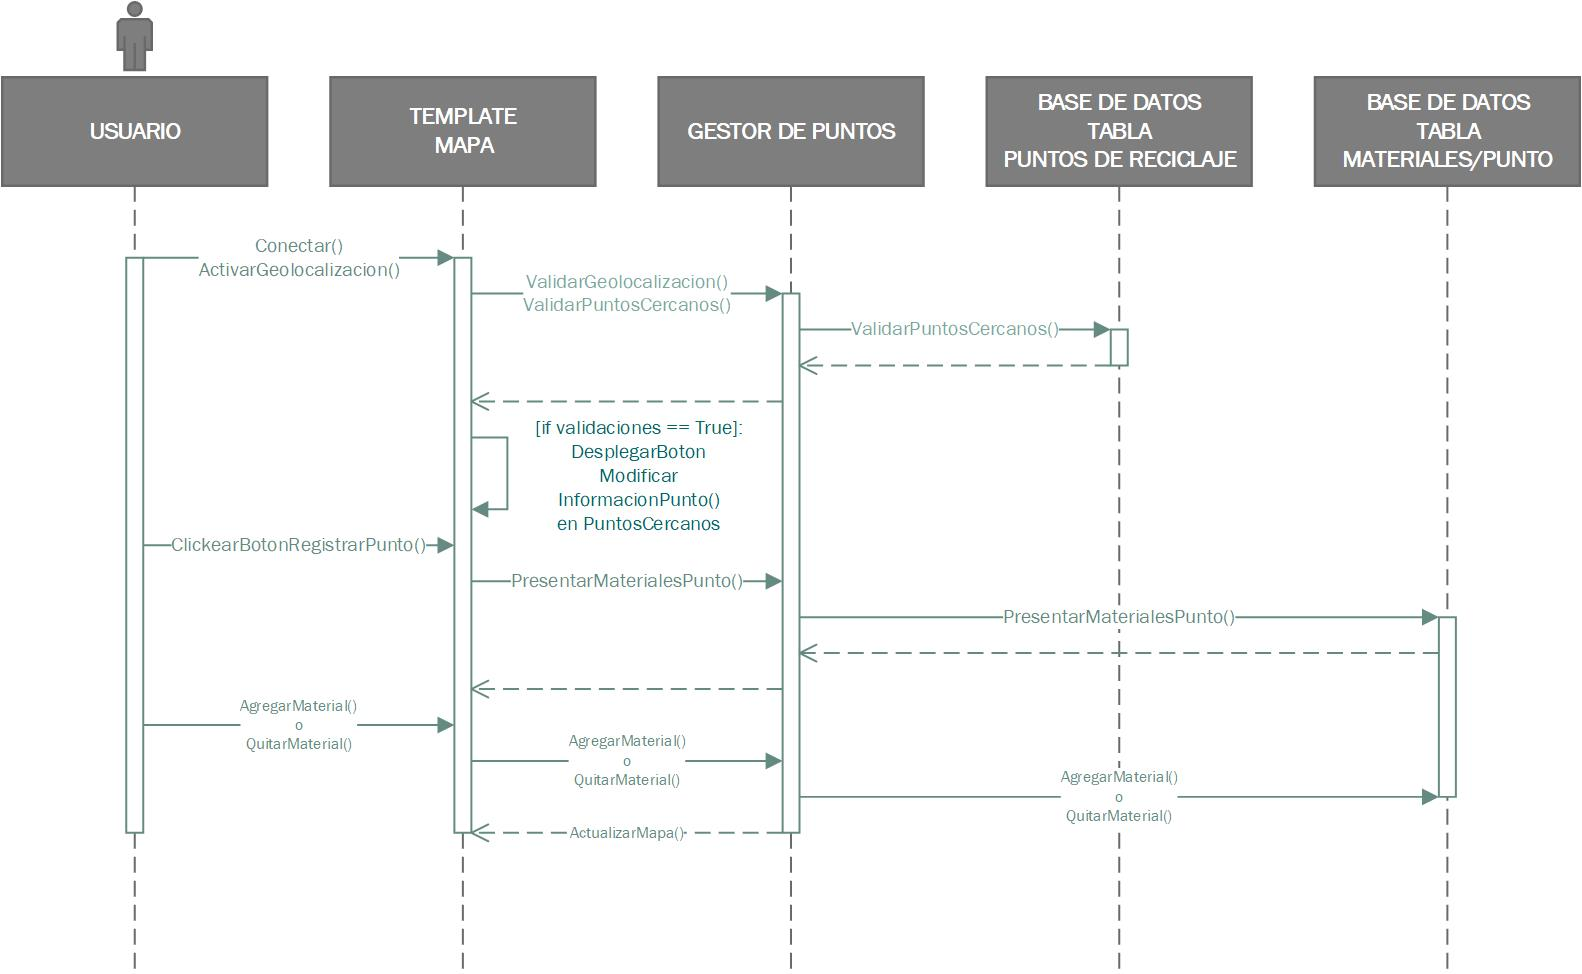 USUARIO
TEMPLATE
MAPA
GESTOR DE PUNTOS
BASE DE DATOS
TABLA
PUNTOS DE RECICLAJE
BASE DE DATOS
TABLA
MATERIALES/PUNTO
Conectar()
ActivarGeolocalizacion()
ValidarGeolocalizacion()
ValidarPuntosCercanos()
ValidarPuntosCercanos()
[if validaciones == True]:
DesplegarBoton
Modificar
InformacionPunto()
en PuntosCercanos
ClickearBotonRegistrarPunto()
PresentarMaterialesPunto()
PresentarMaterialesPunto()
AgregarMaterial()
o
QuitarMaterial()
AgregarMaterial()
o
QuitarMaterial()
AgregarMaterial()
o
QuitarMaterial()
ActualizarMapa()